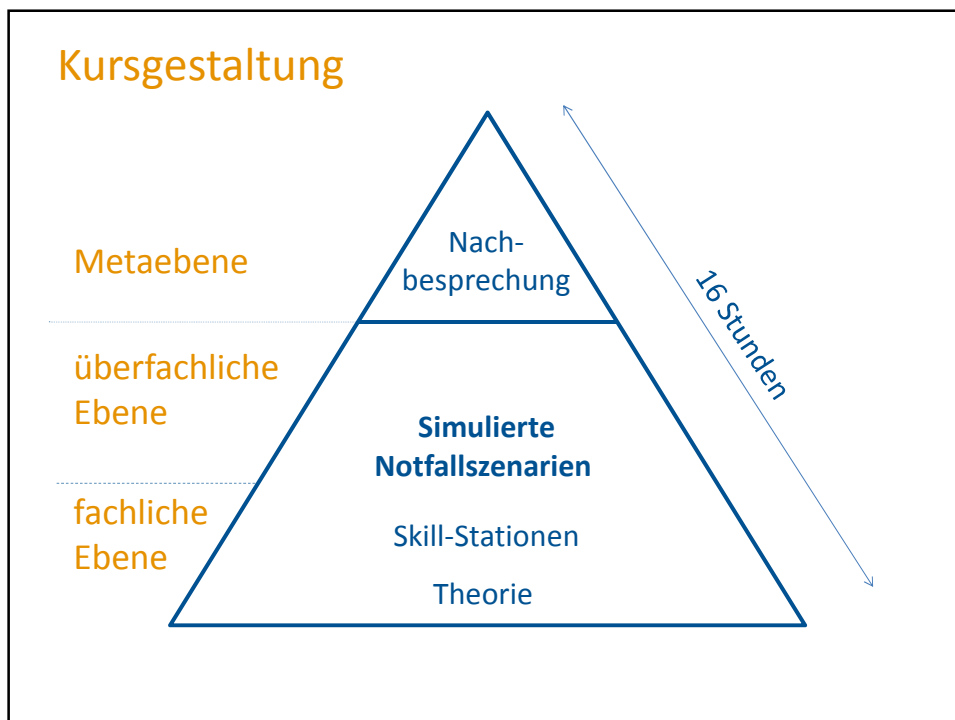 Kursgestaltung
Metaebene
Nach-
besprechung
16 Stunden
überfachliche
Ebene
Simulierte
Notfallszenarien
fachliche
Ebene
Skill-Stationen
Theorie